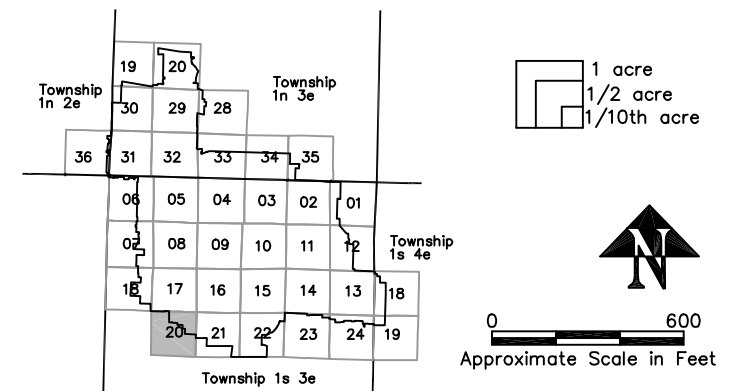 19 20
Township
1n 2e
Township
1n 3e
30 29 28
36 31 32 33 34 35
06 05 04 03 02 01
07 08 09 10 11 12
Township
1s 4e
18 17 16 15 14 13 18
20 21 22 23 24 19
Township 1s 3e
1 acre
1/2 acre
1/10th acre
N
0 600
Approximate Scale in Feet